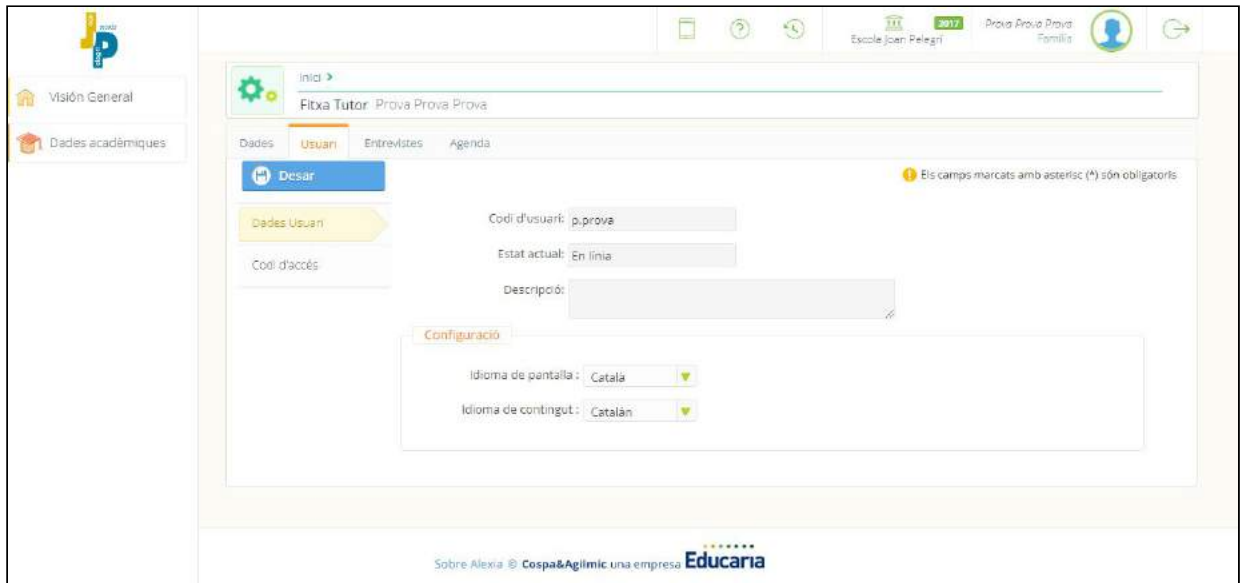 2017
Prova Prova Prova
Escole Joan Pelegrí
Família
Inici >
Visión General
Fitxa Tutor Prova Prova Prova
Dades acadèmiques
Dades Usuari Entrevistes Agenda
Desar
Els camps marcats amb asterisc (*) són obligatoris
Dades Usuari
Codi d'usuari: p.prova
Estat actual: En línia
Codi d'accés
Descripció:
Configuració
Idioma de pantalla : Català
Idioma de contingut : Catalán
Sobre Alexia © Cospa&Agilmic una empresa Educaria